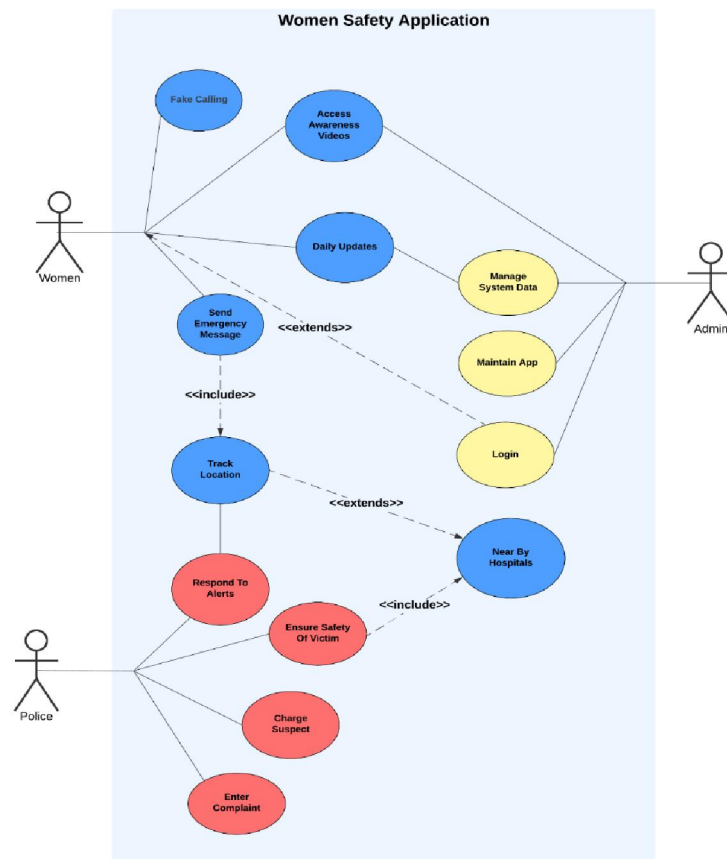 Women Safety Application
Fake Calling
Access
Awareness
Videos
Women
Daily Updates
Manage
System Data
Admin
Send
Emergency
Message
<<extends>>
Maintain App
<<include>>
Login
Track
Location
<<extends>>
Near By
Hospitals
Respond To
Alerts
<<include>>
Ensure Safety
Of Victim
Police
Charge
Suspect
Enter
Complaint